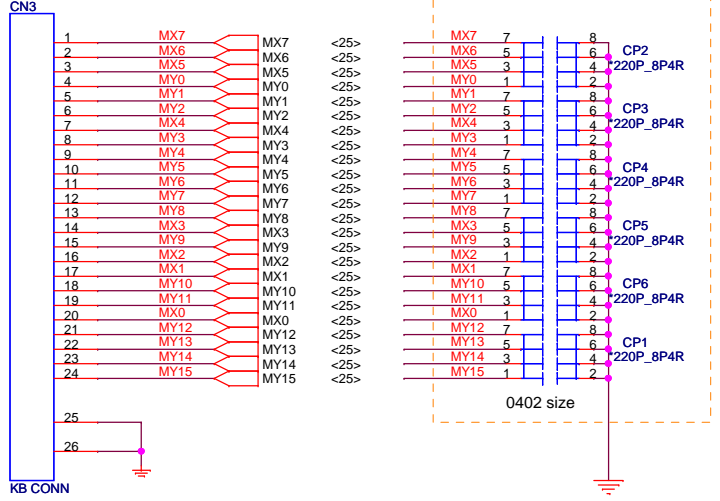 CN3
1 MX7 MX7 <25> MX7 7 8
2 MX6 MX6 <25> MX6 5 6 CP2
3 MX5 MX5 <25> MX5 3 4 *220P_8P4R
4 MY0 MY0 <25> MY0 1 2
5 MY1 MY1 <25> MY1 7 8
6 MY2 MY2 <25> MY2 5 6 CP3
7 MX4 MX4 <25> MX4 3 4 *220P_8P4R
8 MY3 MY3 <25> MY3 1 2
9 MY4 MY4 <25> MY4 7 8
10 MY5 MY5 <25> MY5 5 6 CP4
11 MY6 MY6 <25> MY6 3 4 *220P_8P4R
12 MY7 MY7 <25> MY7 1 2
13 MY8 MY8 <25> MY8 7 8
14 MX3 MX3 <25> MX3 5 6 CP5
15 MY9 MY9 <25> MY9 3 4 *220P_8P4R
16 MX2 MX2 <25> MX2 1 2
17 MX1 MX1 <25> MX1 7 8
18 MY10 MY10 <25> MY10 5 6 CP6
19 MY11 MY11 <25> MY11 3 4 *220P_8P4R
20 MX0 MX0 <25> MX0 1 2
21 MY12 MY12 <25> MY12 7 8
22 MY13 MY13 <25> MY13 5 6 CP1
23 MY14 MY14 <25> MY14 3 4 *220P_8P4R
24 MY15 MY15 <25> MY15 1 2
0402 size
25
26
KB CONN